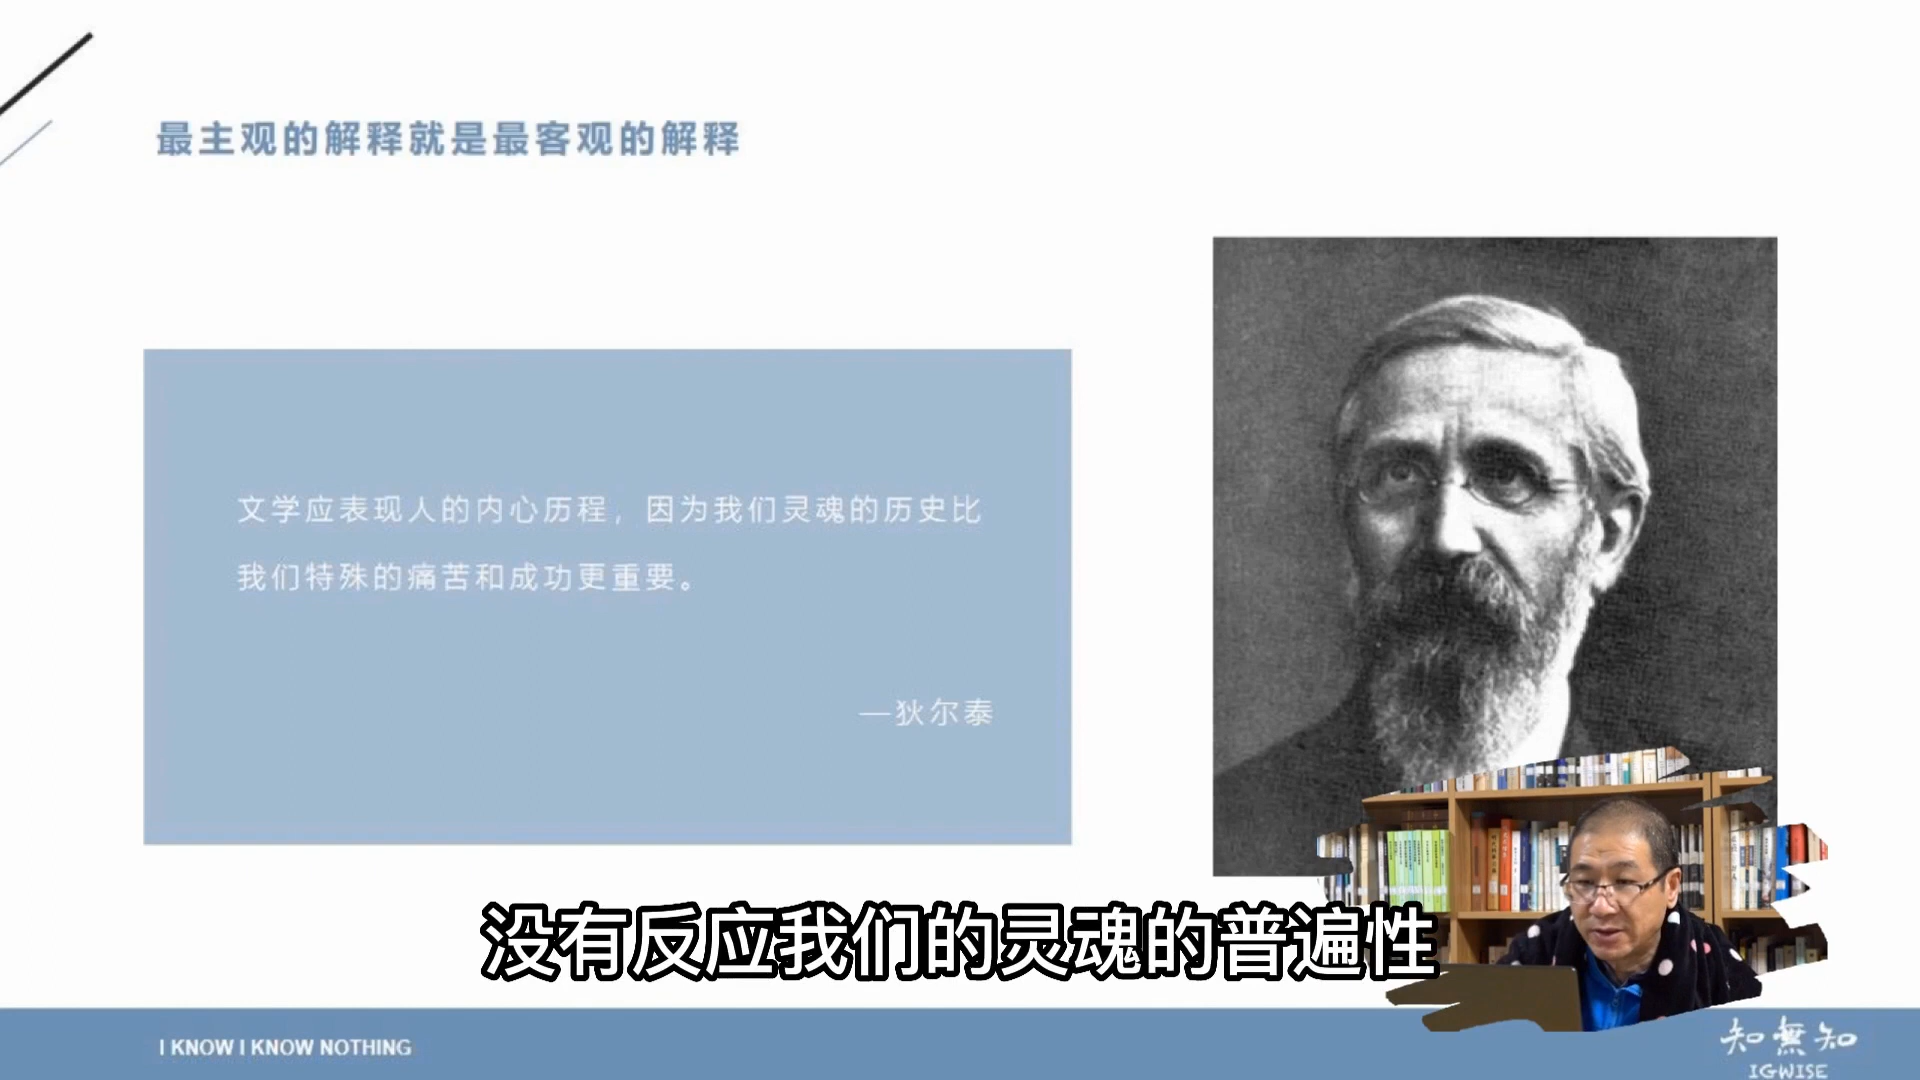 最主观的解释就是最客观的解释
文学应表现人的内心历程，因为我们灵魂的历史比
我们特殊的痛苦和成功更重要。
—狄尔泰
没有反应我们的灵魂的普遍性
I KNOW I KNOW NOTHING
知無知
IGWISE